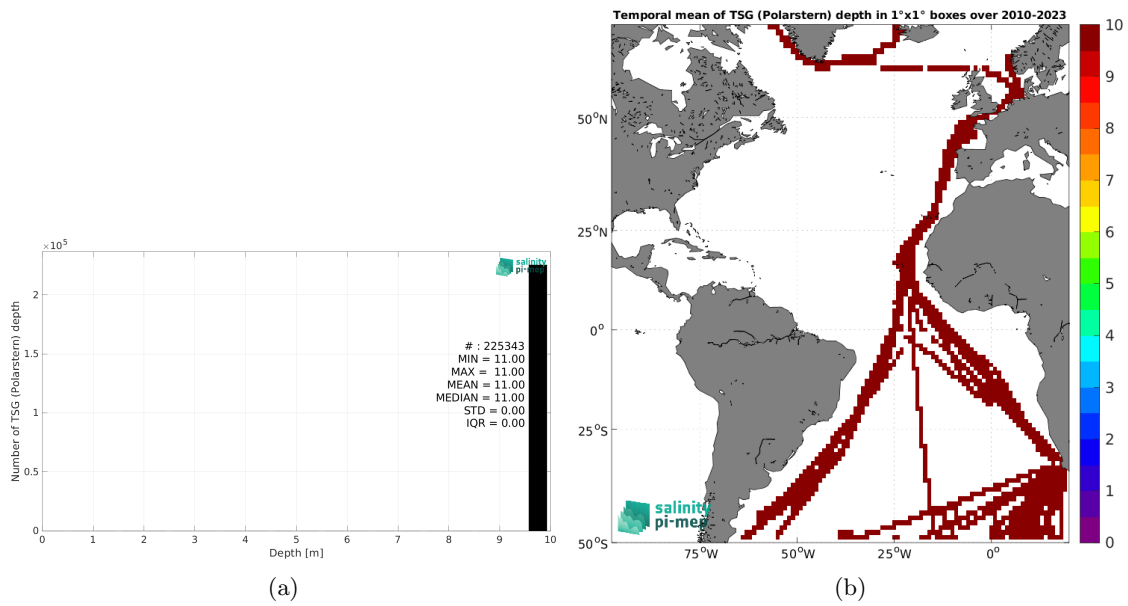 ×10⁵
2
1.5
1
0.5
0
Number of TSG (Polarstern) depth
salinity
pi-mep
# : 225343
MIN = 11.00
MAX = 11.00
MEAN = 11.00
MEDIAN = 11.00
STD = 0.00
IQR = 0.00
0 1 2 3 4 5 6 7 8 9 10
Depth [m]
(a)
Temporal mean of TSG (Polarstern) depth in 1°x1° boxes over 2010-2023
50°N
25°N
0°
25°S
50°S
salinity
pi-mep
75°W 50°W 25°W 0°
10
9
8
7
6
5
4
3
2
1
0
(b)